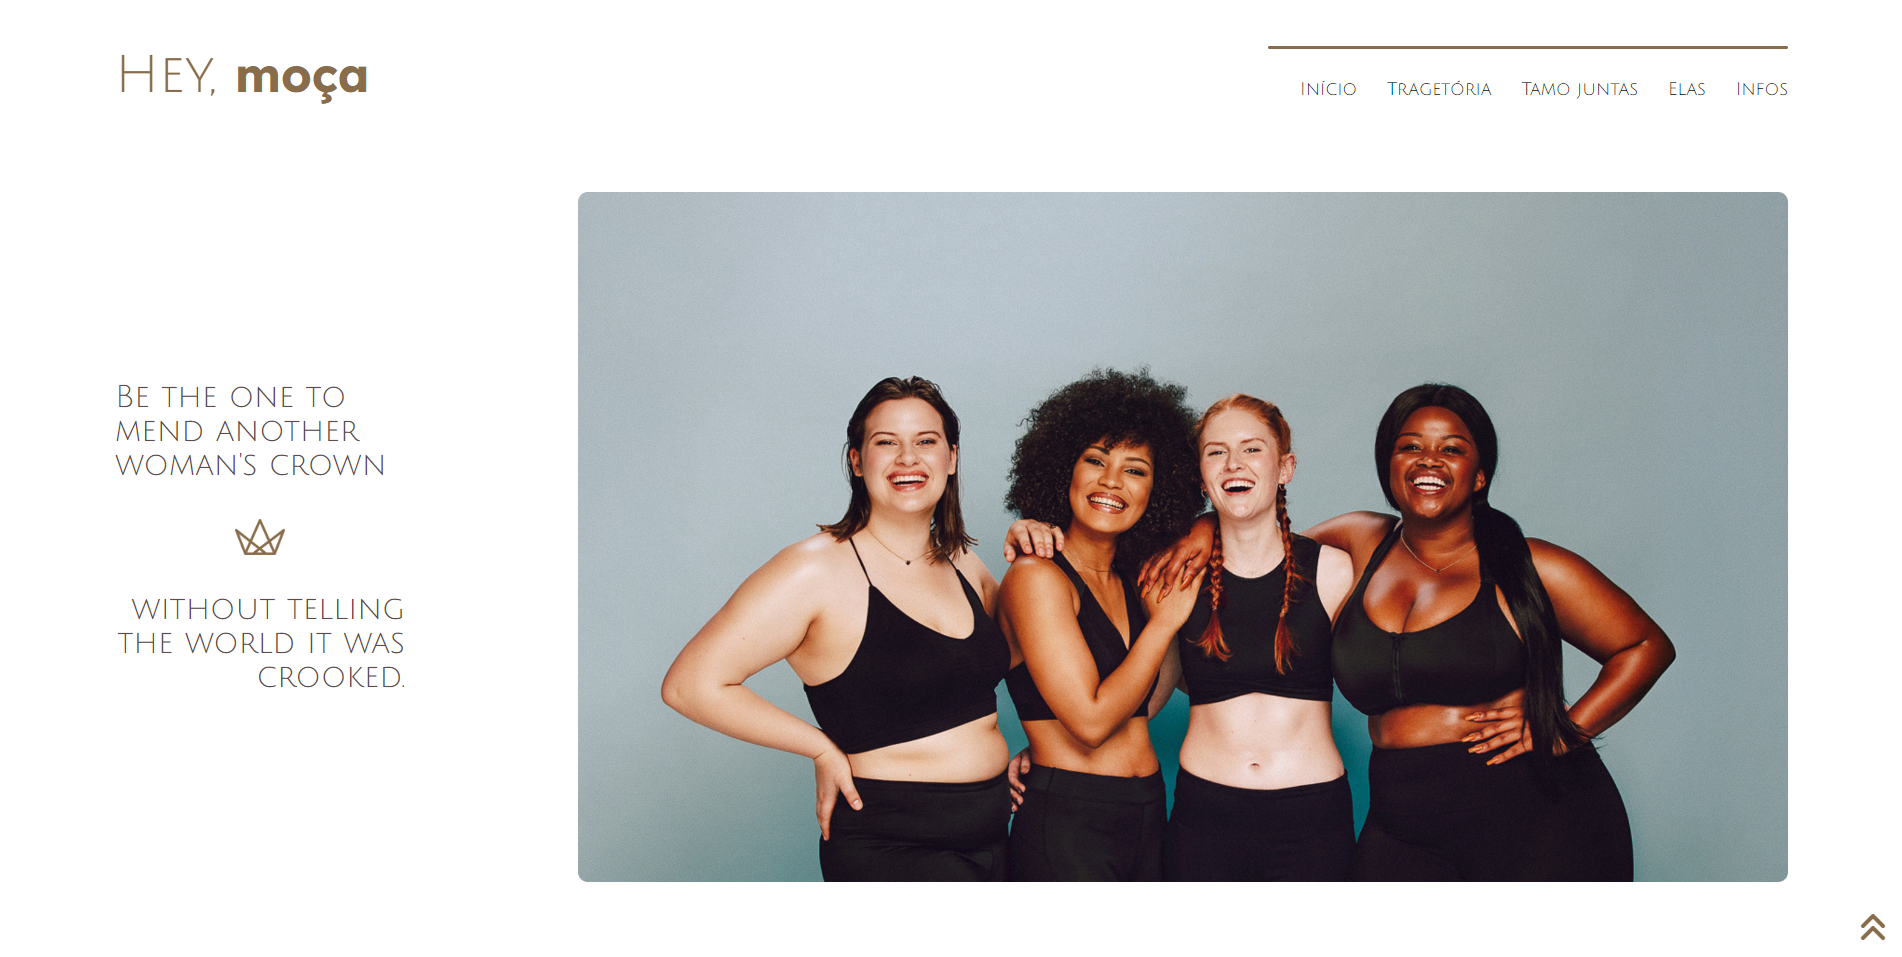 Hey, moça
Início Tragetória Tamo juntas Elas Infos
Be the one to
mend another
woman's crown
without telling
the world it was
crooked.